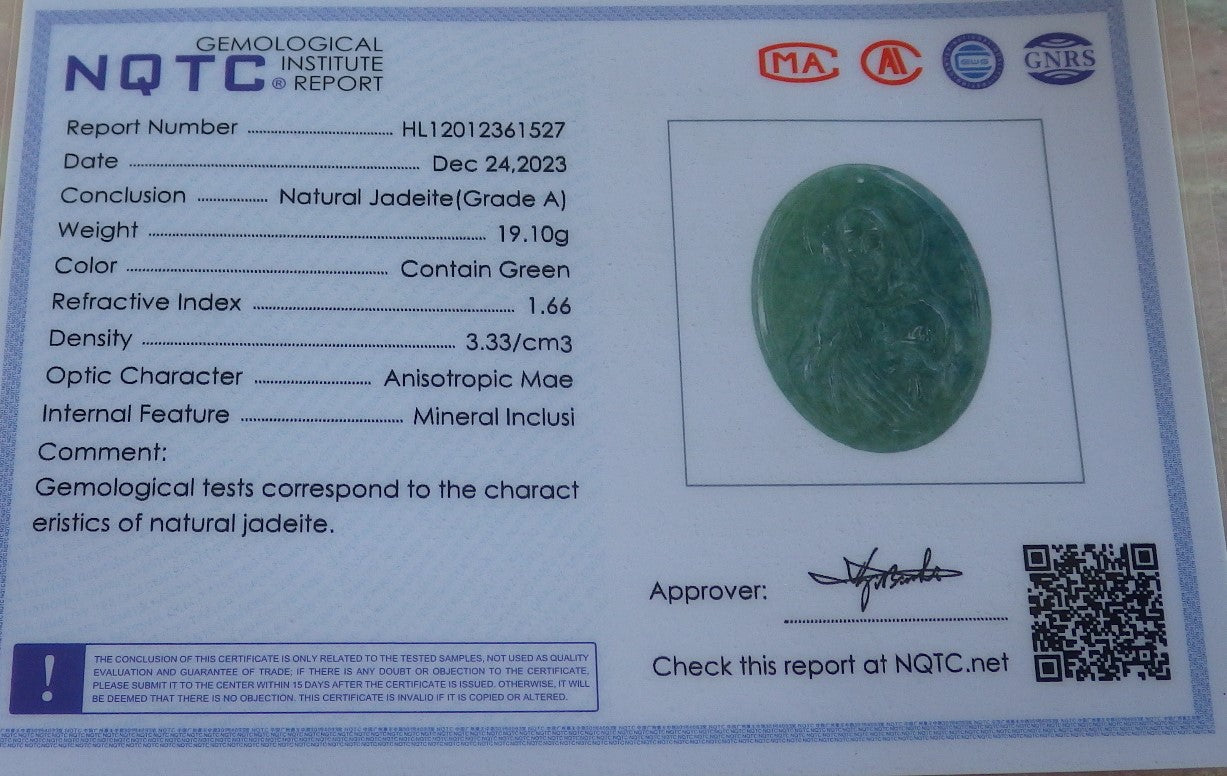 NQTC® GEMOLOGICAL
INSTITUTE
REPORT
MA
GNRS
Report Number HL12012361527
Date Dec 24,2023
Conclusion Natural Jadeite(Grade A)
Weight 19.10g
Color Contain Green
Refractive Index 1.66
Density 3.33/cm3
Optic Character Anisotropic Mae
Internal Feature Mineral Inclusi
Comment:
Gemological tests correspond to the charact
eristics of natural jadeite.
Approver:
Check this report at NQTC.net
!
THE CONCLUSION OF THIS CERTIFICATE IS ONLY RELATED TO THE TESTED SAMPLES, NOT USED AS QUALITY
EVALUATION AND GUARANTEE OF TRADE; IF THERE IS ANY DOUBT OR OBJECTION TO THE CERTIFICATE,
PLEASE SUBMIT IT TO THE CENTER WITHIN 15 DAYS AFTER THE CERTIFICATE IS ISSUED. OTHERWISE, IT WILL
BE DEEMED THAT THERE IS NO OBJECTION. THIS CERTIFICATE IS INVALID IF IT IS COPIED OR ALTERED.